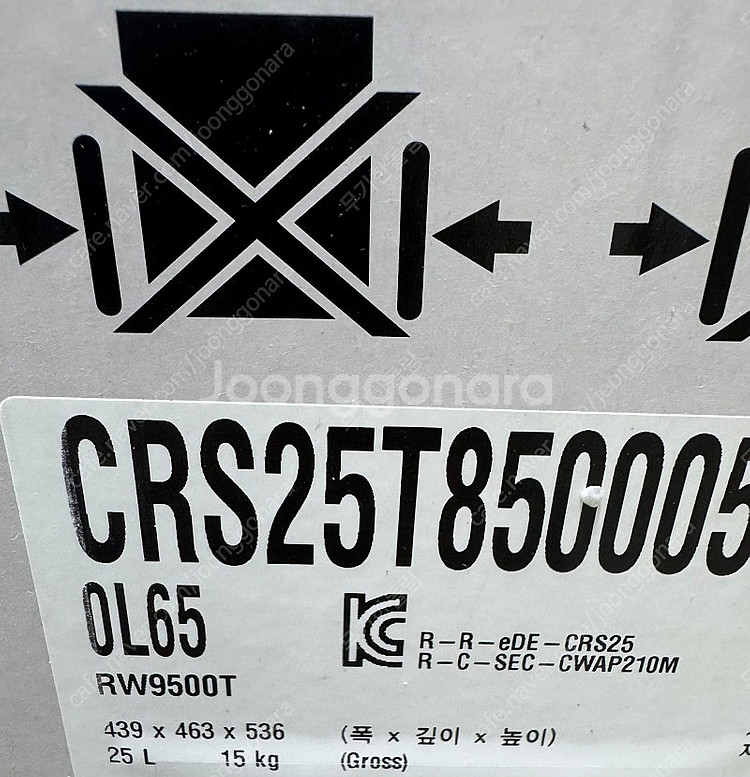 Joonggonara
CRS25T850005
0L65
RW9500T
KC
R-R-eDE-CRS25
R-C-SEC-CWAP210M
439 x 463 x 536 (폭 x 깊이 x 높이)
25 L 15 kg (Gross)